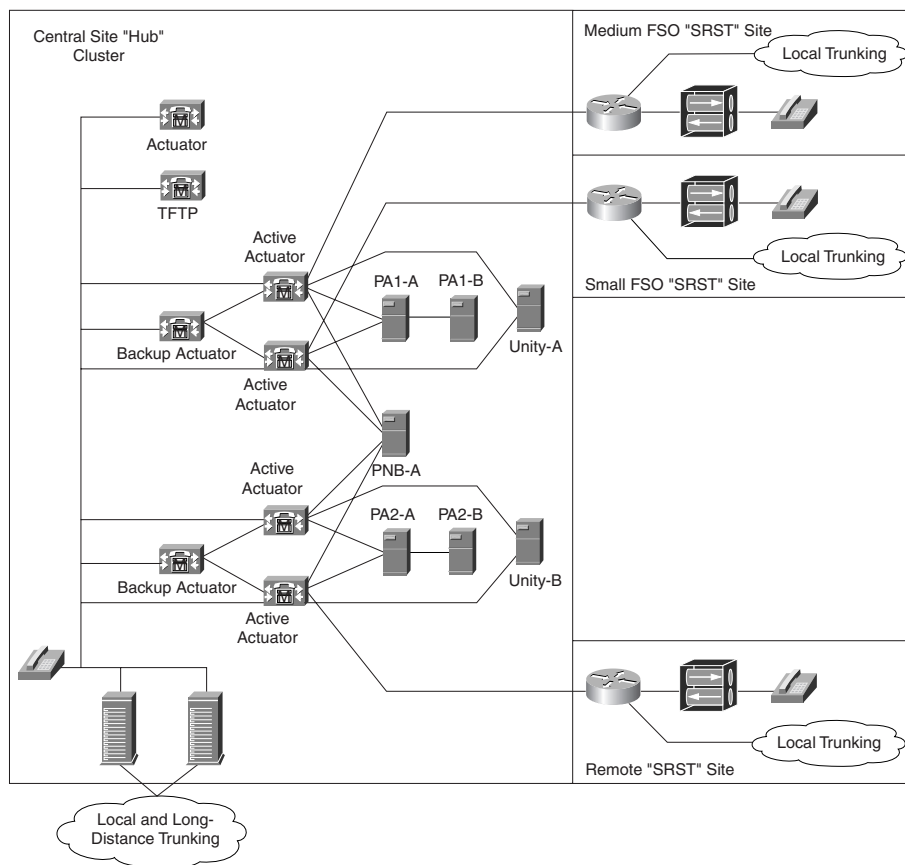 Central Site "Hub"
Cluster
Actuator
TFTP
Active
Actuator
Backup Actuator
Active
Actuator
PA1-A
PA1-B
Unity-A
PNB-A
Active
Actuator
Backup Actuator
Active
Actuator
PA2-A
PA2-B
Unity-B
Local and Long-
Distance Trunking
Medium FSO "SRST" Site
Local Trunking
Local Trunking
Small FSO "SRST" Site
Local Trunking
Remote "SRST" Site